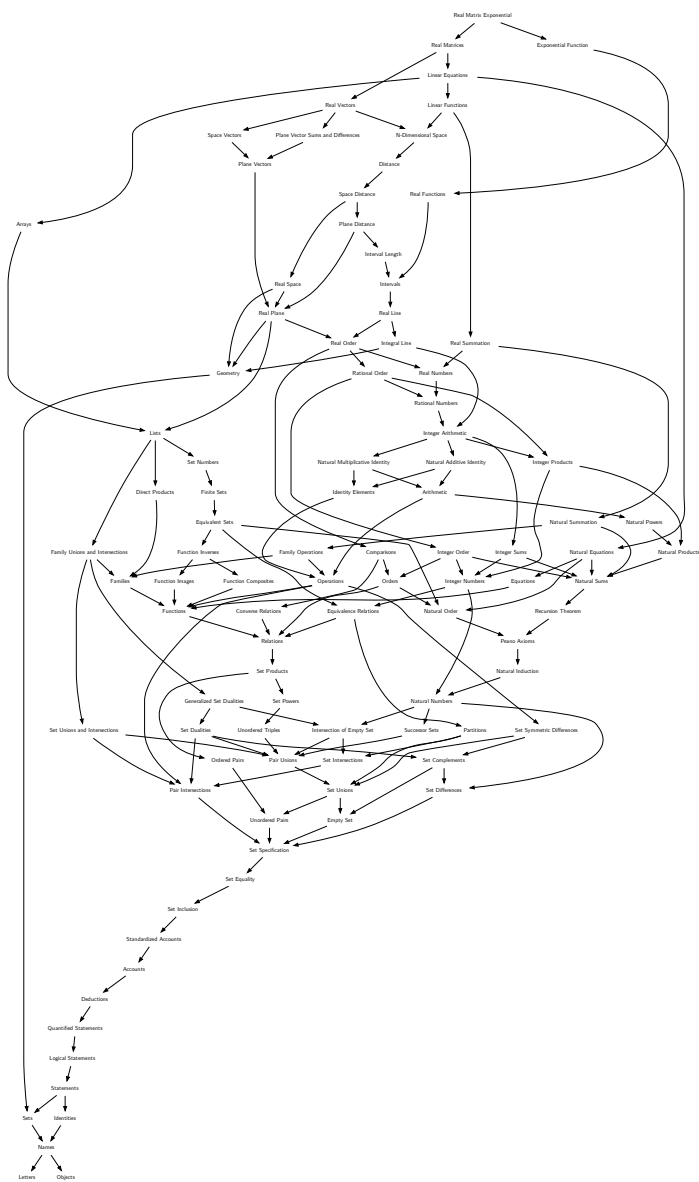 Real Matrix Exponential
Real Matrices
Exponential Function
Linear Equations
Real Vectors
Linear Functions
Space Vectors
Plane Vector Sums and Differences
N-Dimensional Space
Plane Vectors
Distance
Space Distance
Real Functions
Arrays
Plane Distance
Interval Length
Real Space
Intervals
Real Plane
Real Line
Real Order
Integral Line
Real Summation
Geometry
Rational Order
Real Numbers
Rational Numbers
Lists
Integer Arithmetic
Set Numbers
Natural Multiplicative Identity
Natural Additive Identity
Integer Products
Direct Products
Finite Sets
Identity Elements
Arithmetic
Equivalent Sets
Natural Summation
Natural Powers
Family Unions and Intersections
Function Inverses
Family Operations
Comparisons
Integer Order
Integer Sums
Natural Equations
Natural Products
Families
Function Images
Function Composites
Operations
Orders
Integer Numbers
Equations
Natural Sums
Functions
Converse Relations
Equivalence Relations
Natural Order
Recursion Theorem
Relations
Peano Axioms
Set Products
Natural Induction
Generalized Set Dualities
Set Powers
Natural Numbers
Set Unions and Intersections
Set Dualities
Unordered Triples
Intersection of Empty Set
Successor Sets
Partitions
Set Symmetric Differences
Ordered Pairs
Pair Unions
Set Intersections
Set Complements
Pair Intersections
Set Unions
Set Differences
Unordered Pairs
Empty Set
Set Specification
Set Equality
Set Inclusion
Standardized Accounts
Accounts
Deductions
Quantified Statements
Logical Statements
Statements
Sets
Identities
Names
Letters
Objects